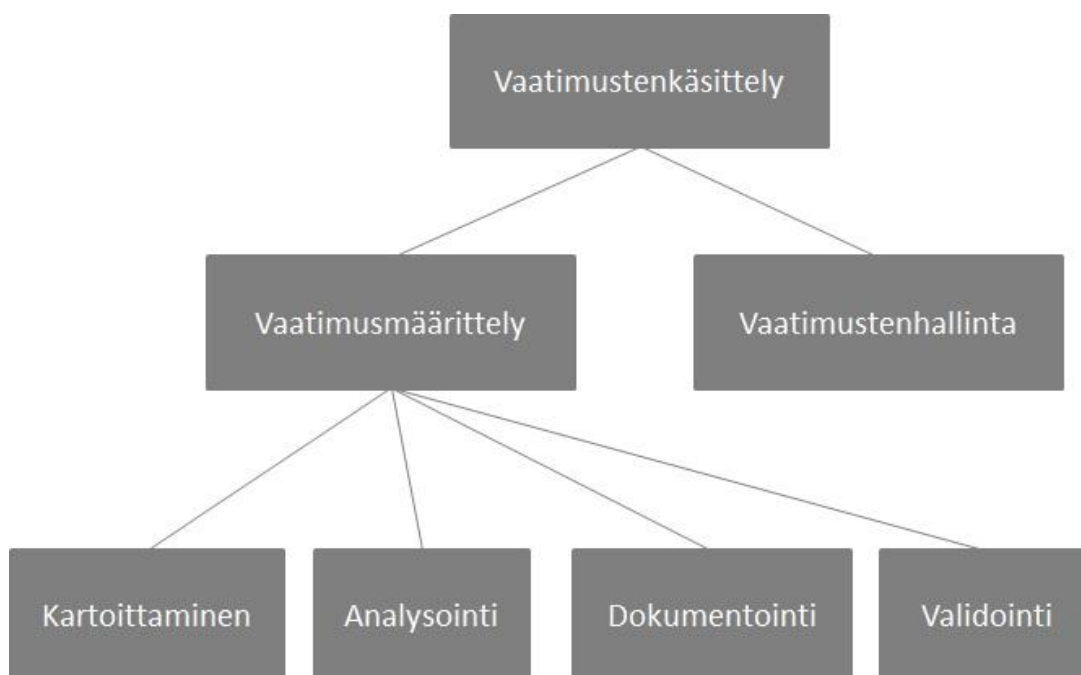 Vaatimustenkäsittely
Vaatimusmäärittely
Vaatimustenhallinta
Kartoittaminen
Analysointi
Dokumentointi
Validointi